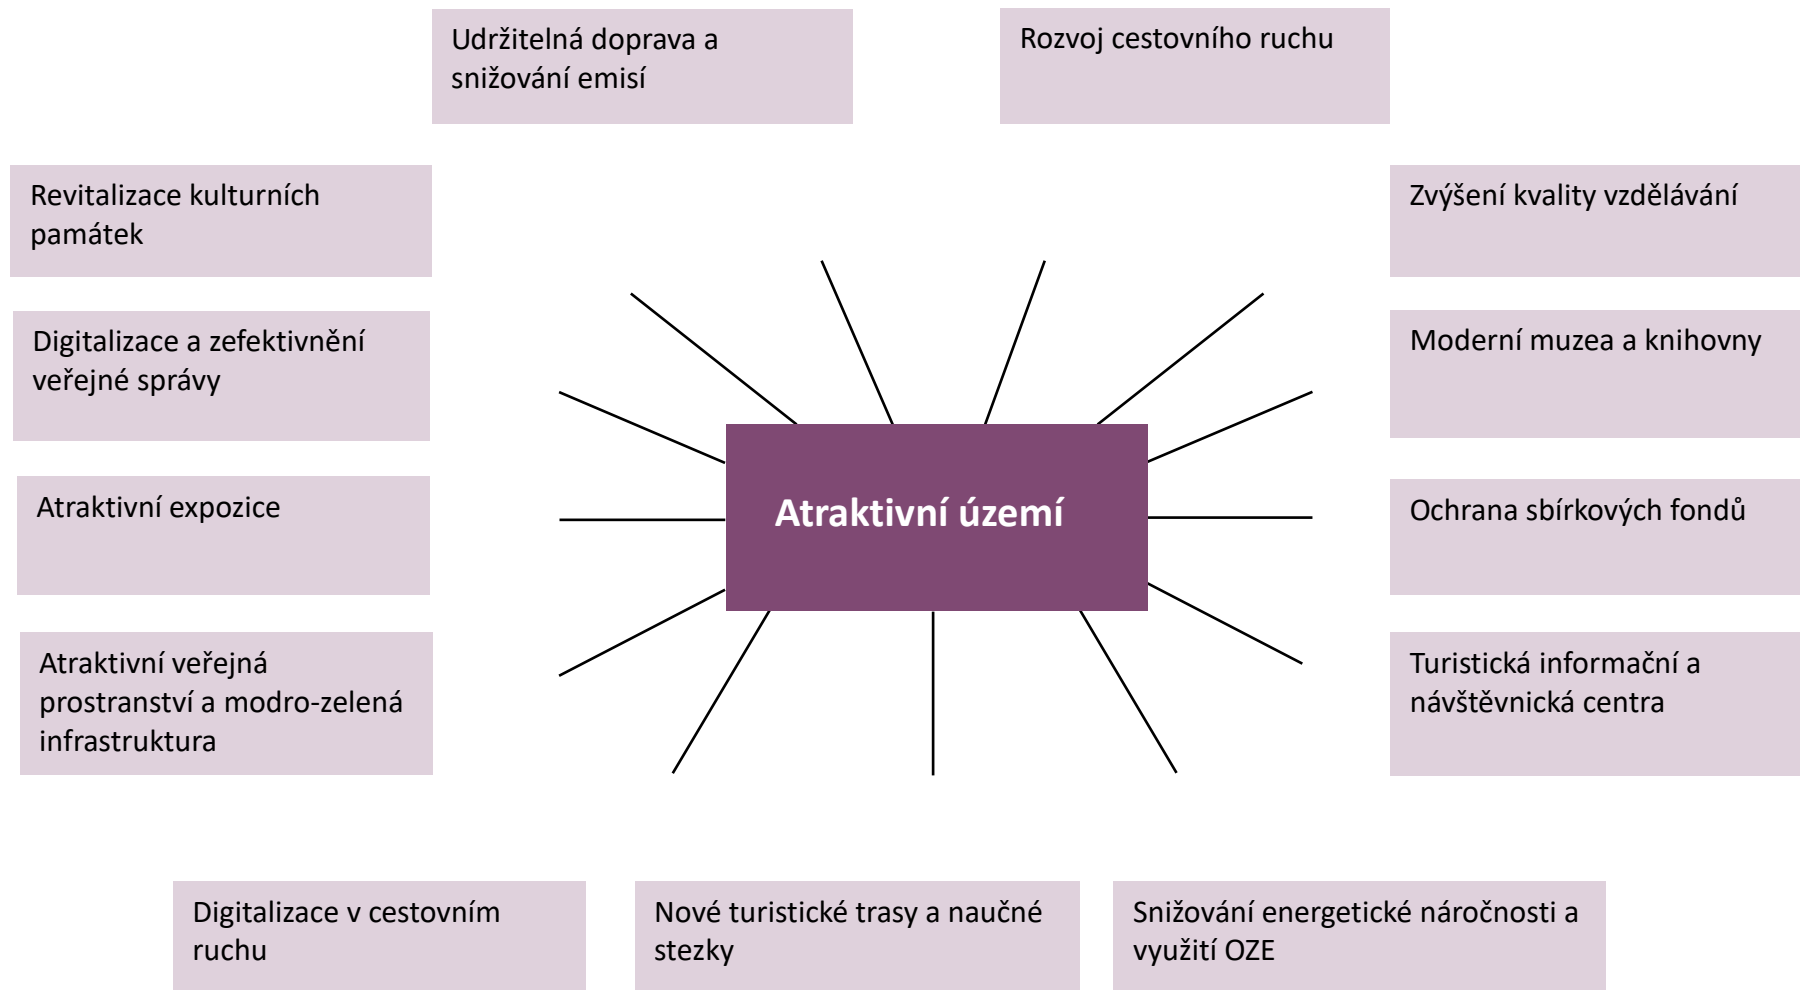 Udržitelná doprava a
snižování emisí
Rozvoj cestovního ruchu
Revitalizace kulturních
památek
Zvýšení kvality vzdělávání
Digitalizace a zefektivnění
veřejné správy
Moderní muzea a knihovny
Atraktivní expozice
Atraktivní území
Ochrana sbírkových fondů
Atraktivní veřejná
prostranství a modro-zelená
infrastruktura
Turistická informační a
návštěvnická centra
Digitalizace v cestovním
ruchu
Nové turistické trasy a naučné
stezky
Snižování energetické náročnosti a
využití OZE